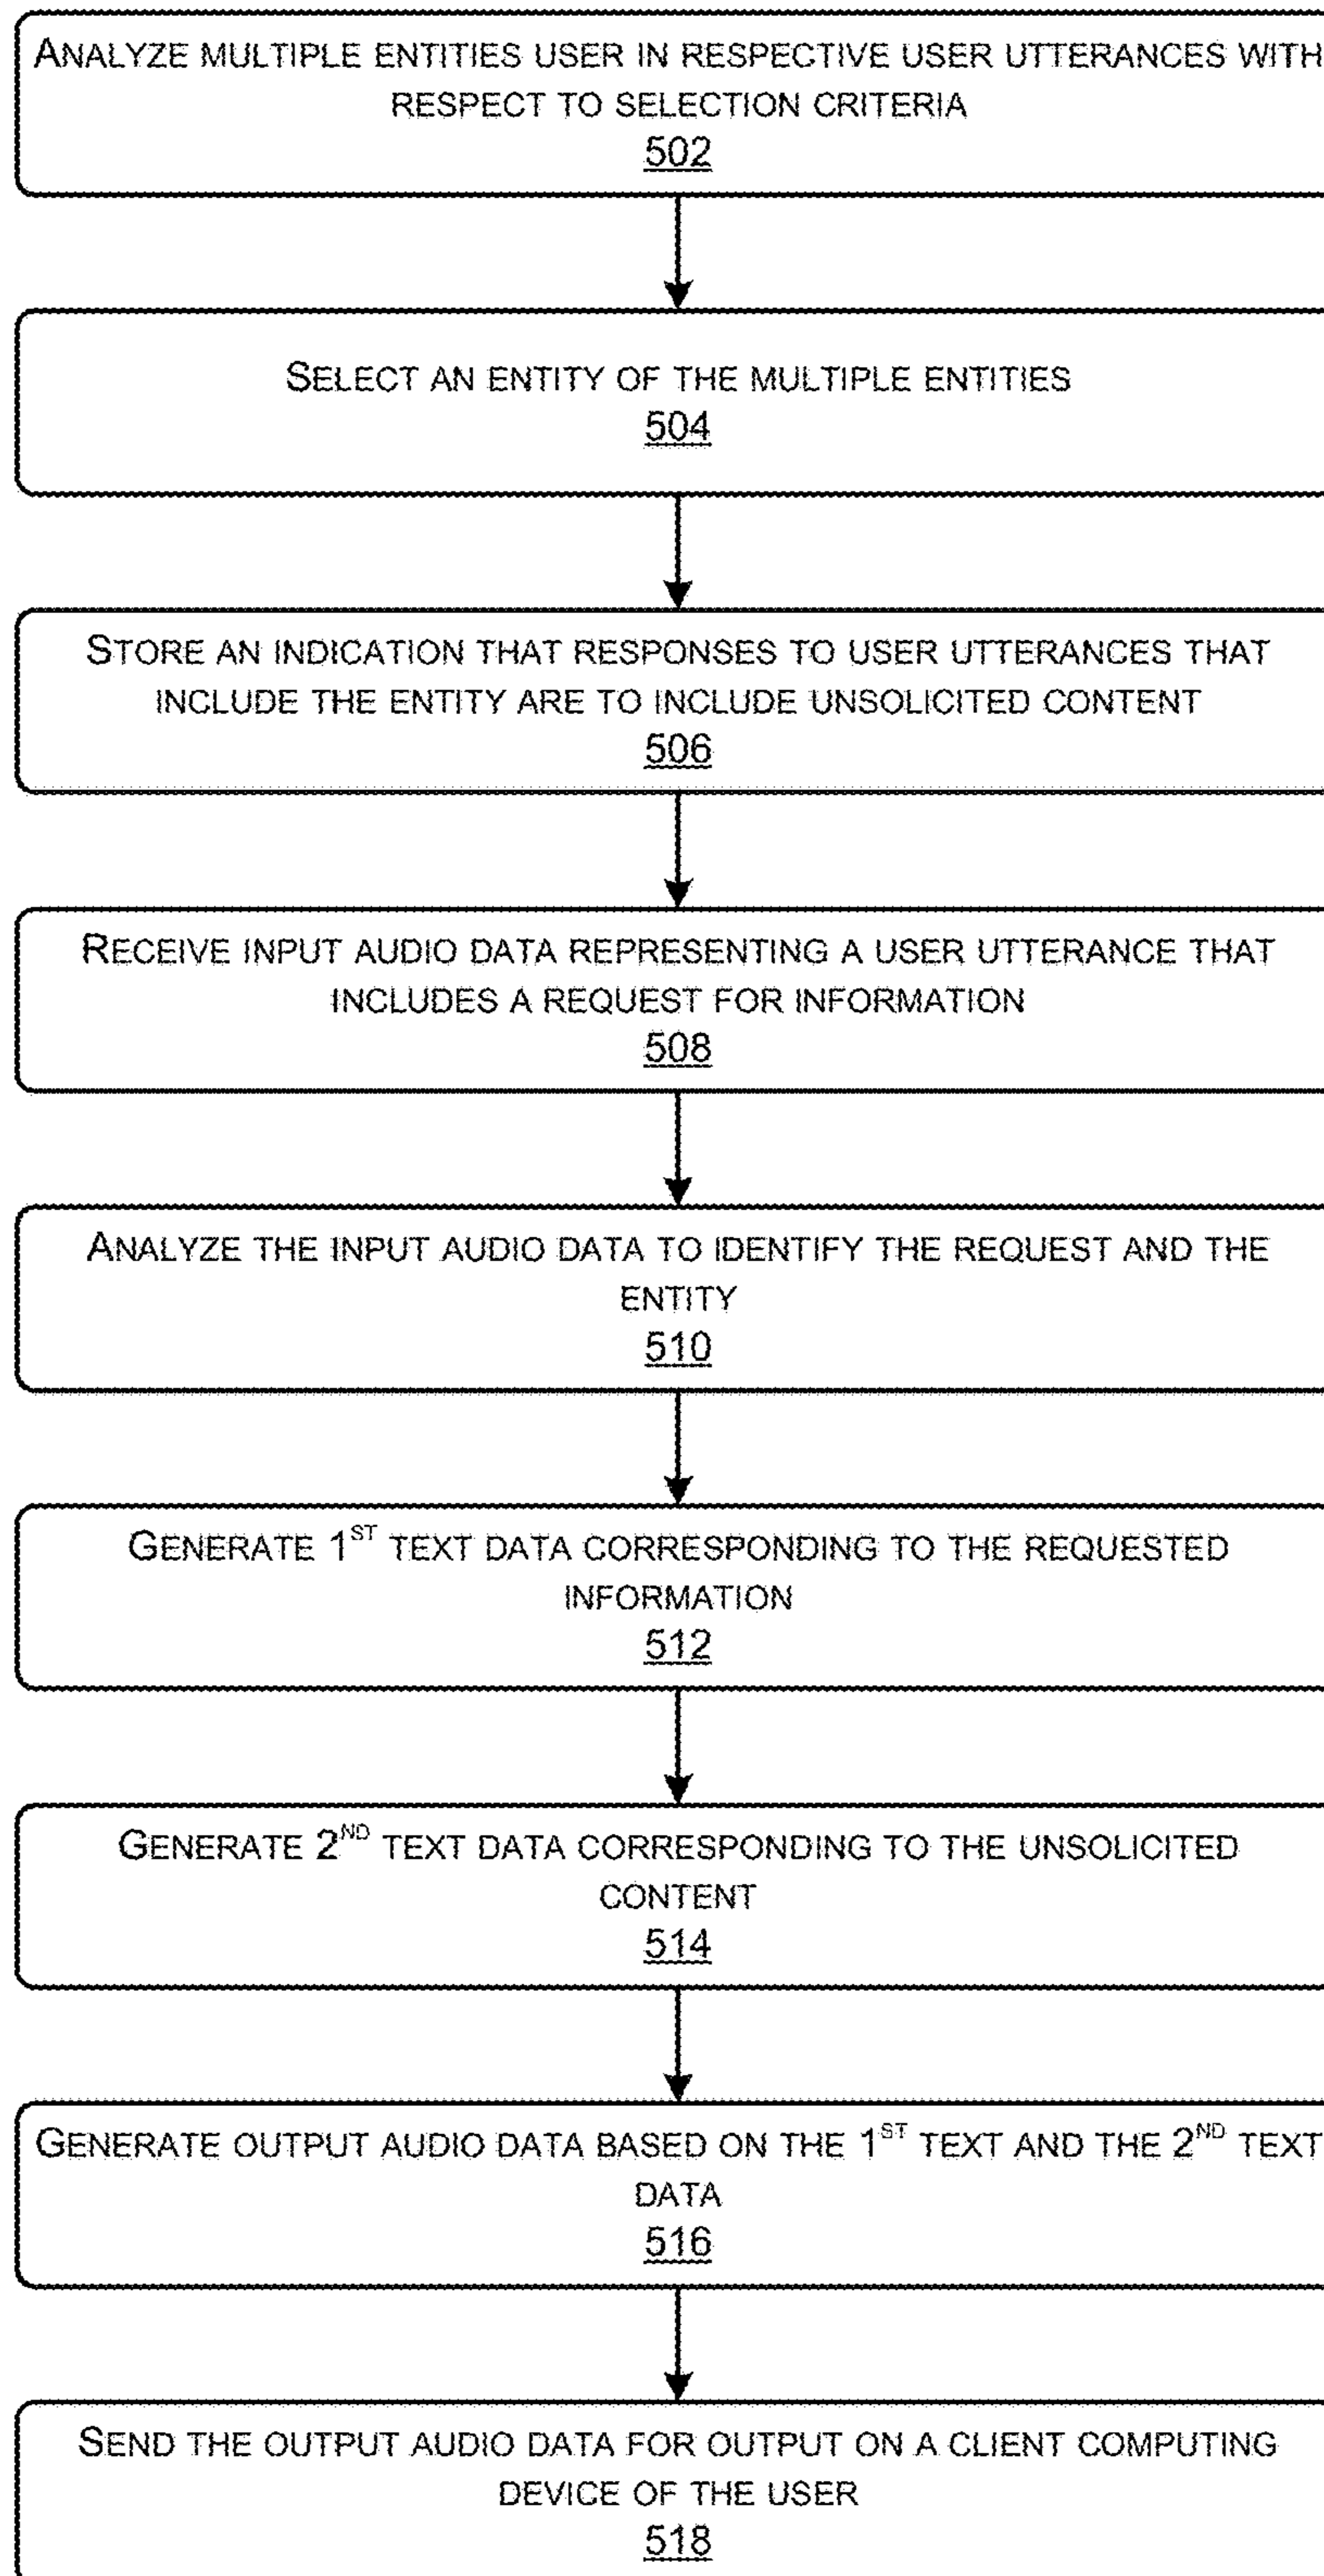 ANALYZE MULTIPLE ENTITIES USER IN RESPECTIVE USER UTTERANCES WITH
RESPECT TO SELECTION CRITERIA
502
SELECT AN ENTITY OF THE MULTIPLE ENTITIES
504
STORE AN INDICATION THAT RESPONSES TO USER UTTERANCES THAT
INCLUDE THE ENTITY ARE TO INCLUDE UNSOLICITED CONTENT
506
RECEIVE INPUT AUDIO DATA REPRESENTING A USER UTTERANCE THAT
INCLUDES A REQUEST FOR INFORMATION
508
ANALYZE THE INPUT AUDIO DATA TO IDENTIFY THE REQUEST AND THE
ENTITY
510
GENERATE 1ST TEXT DATA CORRESPONDING TO THE REQUESTED
INFORMATION
512
GENERATE 2ND TEXT DATA CORRESPONDING TO THE UNSOLICITED
CONTENT
514
GENERATE OUTPUT AUDIO DATA BASED ON THE 1ST TEXT AND THE 2ND TEXT
DATA
516
SEND THE OUTPUT AUDIO DATA FOR OUTPUT ON A CLIENT COMPUTING
DEVICE OF THE USER
518